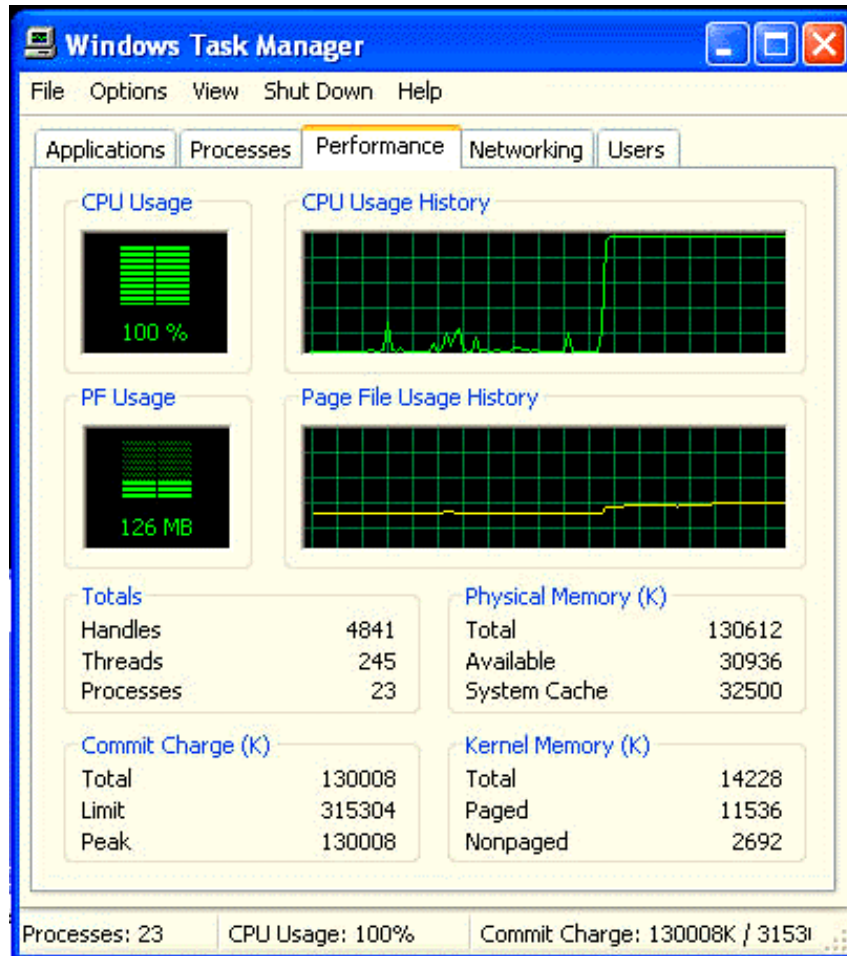 Windows Task Manager
File Options View Shut Down Help
Applications Processes Performance Networking Users
CPU Usage CPU Usage History
100 %
PF Usage Page File Usage History
126 MB
Totals
Handles 4841
Threads 245
Processes 23
Physical Memory (K)
Total 130612
Available 30936
System Cache 32500
Commit Charge (K)
Total 130008
Limit 315304
Peak 130008
Kernel Memory (K)
Total 14228
Paged 11536
Nonpaged 2692
Processes: 23 CPU Usage: 100% Commit Charge: 130008K / 3153